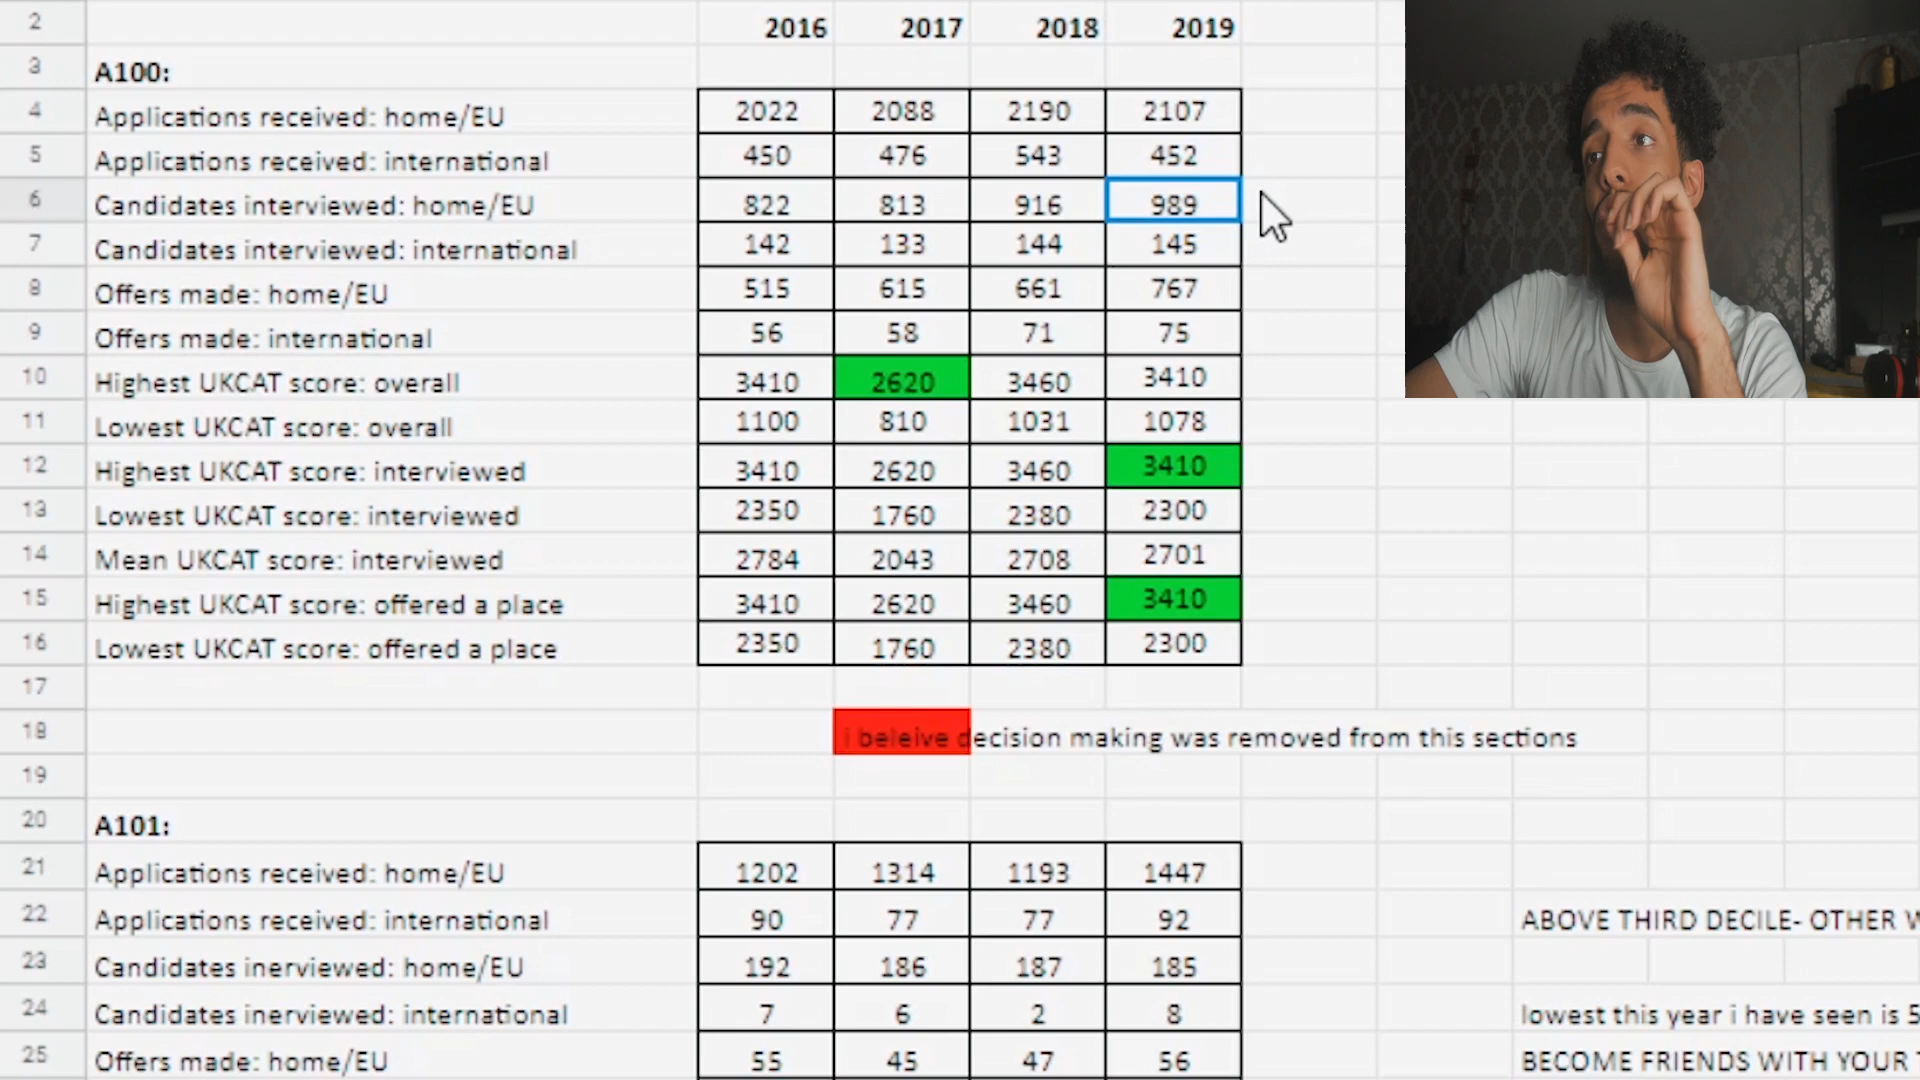 2 2016 2017 2018 2019
3 A100:
4 Applications received: home/EU 2022 2088 2190 2107
5 Applications received: international 450 476 543 452
6 Candidates interviewed: home/EU 822 813 916 989
7 Candidates interviewed: international 142 133 144 145
8 Offers made: home/EU 515 615 661 767
9 Offers made: international 56 58 71 75
10 Highest UKCAT score: overall 3410 2620 3460 3410
11 Lowest UKCAT score: overall 1100 810 1031 1078
12 Highest UKCAT score: interviewed 3410 2620 3460 3410
13 Lowest UKCAT score: interviewed 2350 1760 2380 2300
14 Mean UKCAT score: interviewed 2784 2043 2708 2701
15 Highest UKCAT score: offered a place 3410 2620 3460 3410
16 Lowest UKCAT score: offered a place 2350 1760 2380 2300
17
18 i beleive decision making was removed from this sections
19
20 A101:
21 Applications received: home/EU 1202 1314 1193 1447
22 Applications received: international 90 77 77 92 ABOVE THIRD DECILE- OTHER
23 Candidates inerviewed: home/EU 192 186 187 185
24 Candidates inerviewed: international 7 6 2 8 lowest this year i have seen is 5
25 Offers made: home/EU 55 45 47 56 BECOME FRIENDS WITH YOUR